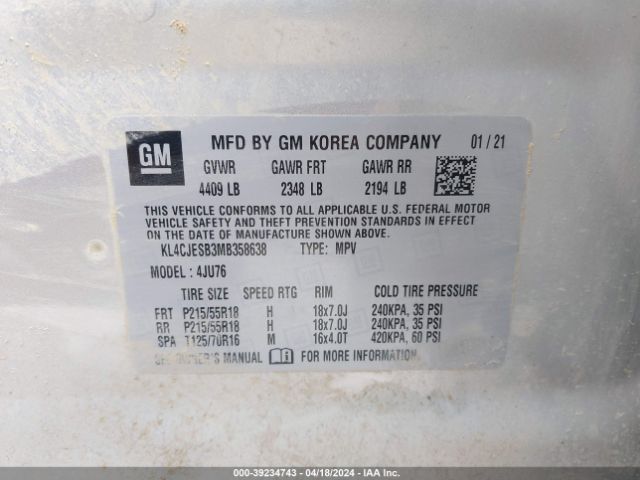 GM MFD BY GM KOREA COMPANY 01/21
GVWR GAWR FRT GAWR RR
4409 LB 2348 LB 2194 LB
THIS VEHICLE CONFORMS TO ALL APPLICABLE U.S. FEDERAL MOTOR
VEHICLE SAFETY AND THEFT PREVENTION STANDARDS IN EFFECT
ON THE DATE OF MANUFACTURE SHOWN ABOVE.
KL4CJESB3MB358638 TYPE: MPV
MODEL: 4JU76
TIRE SIZE SPEED RTG RIM COLD TIRE PRESSURE
FRT P215/55R18 H 18x7.0J 240KPA, 35 PSI
RR P215/55R18 H 18x7.0J 240KPA, 35 PSI
SPA T125/70R16 M 16x4.0T 420KPA, 60 PSI
SEE OWNER'S MANUAL FOR MORE INFORMATION.
000-39234743 - 04/18/2024 - IAA Inc.